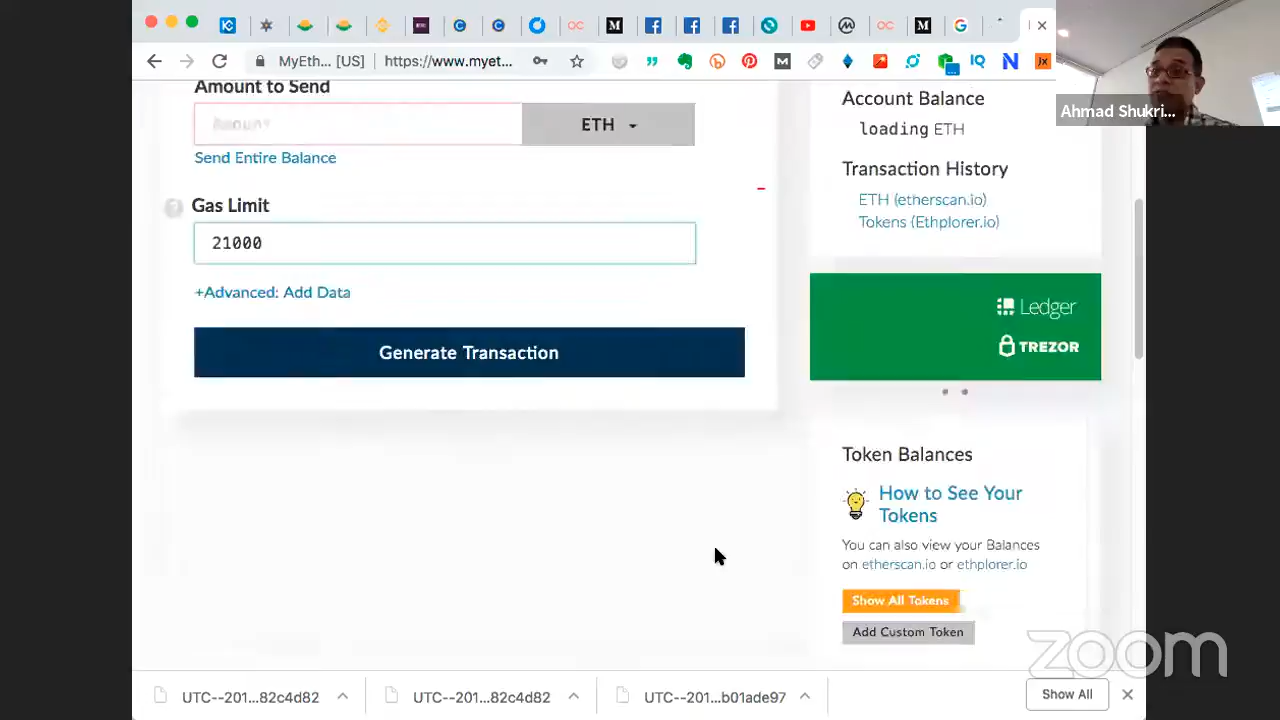 MyEth... [US]
https://www.myet...
IQ
N
Jx
Ahmad Shukri...
Amount to Send
Amount
ETH
Send Entire Balance
Gas Limit
21000
+Advanced: Add Data
Generate Transaction
Account Balance
loading ETH
Transaction History
ETH (etherscan.io)
Tokens (Ethplorer.io)
Ledger
TREZOR
Token Balances
How to See Your
Tokens
You can also view your Balances
on etherscan.io or ethplorer.io
Show All Tokens
Add Custom Token
zoom
UTC--201...82c4d82
UTC--201...82c4d82
UTC--201...b01ade97
Show All